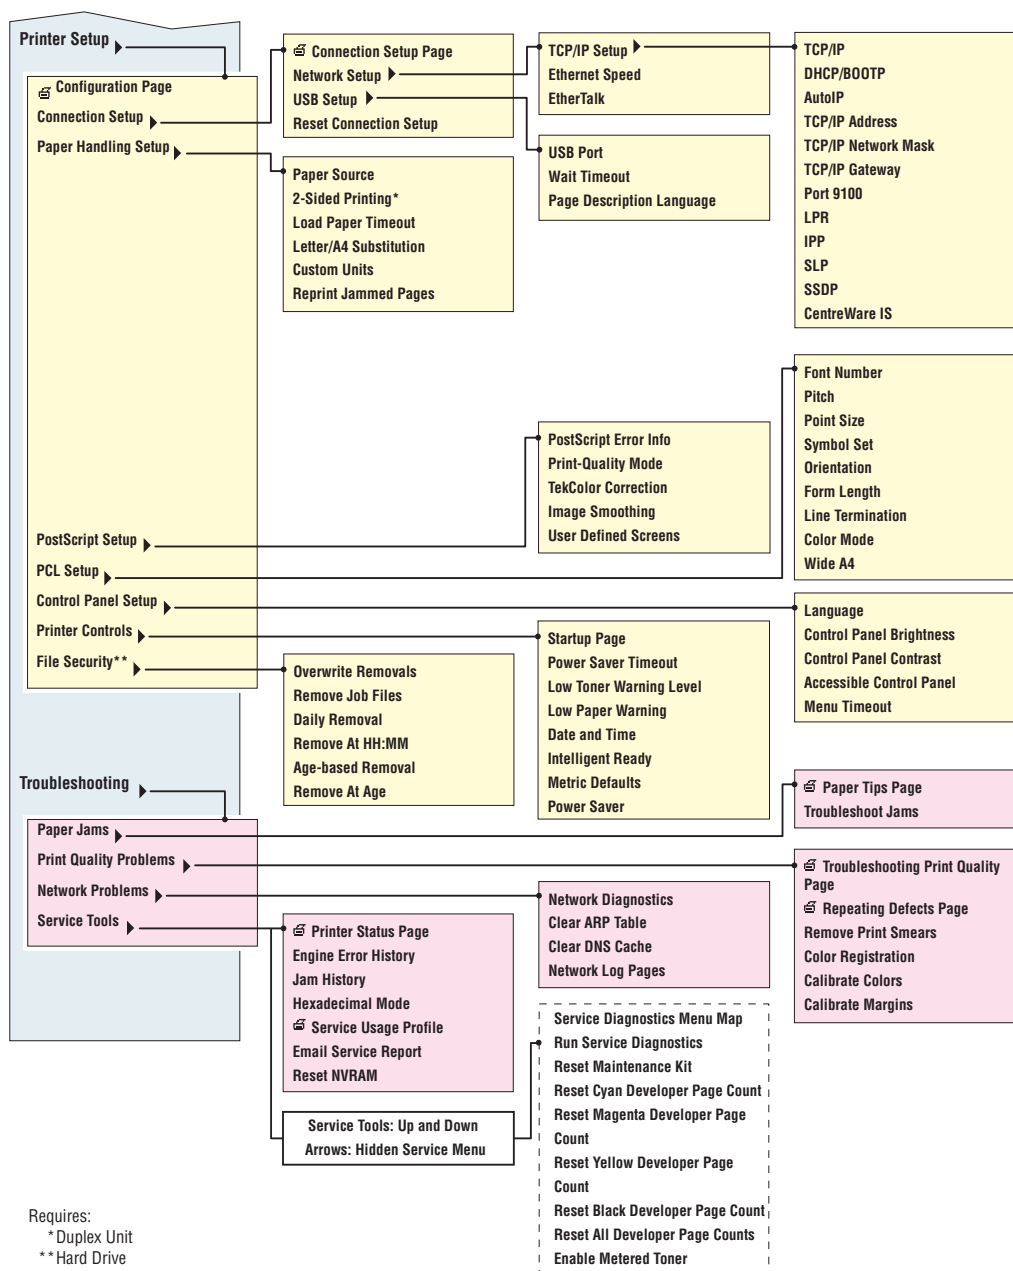 Printer Setup
Configuration Page
Connection Setup
Paper Handling Setup
PostScript Setup
PCL Setup
Control Panel Setup
Printer Controls
File Security**
Connection Setup Page
Network Setup
USB Setup
Reset Connection Setup
Paper Source
2-Sided Printing*
Load Paper Timeout
Letter/A4 Substitution
Custom Units
Reprint Jammed Pages
TCP/IP Setup
Ethernet Speed
EtherTalk
USB Port
Wait Timeout
Page Description Language
TCP/IP
DHCP/BOOTP
AutoIP
TCP/IP Address
TCP/IP Network Mask
TCP/IP Gateway
Port 9100
LPR
IPP
SLP
SSDP
CentreWare IS
PostScript Error Info
Print-Quality Mode
TekColor Correction
Image Smoothing
User Defined Screens
Font Number
Pitch
Point Size
Symbol Set
Orientation
Form Length
Line Termination
Color Mode
Wide A4
Language
Control Panel Brightness
Control Panel Contrast
Accessible Control Panel
Menu Timeout
Startup Page
Power Saver Timeout
Low Toner Warning Level
Low Paper Warning
Date and Time
Intelligent Ready
Metric Defaults
Power Saver
Overwrite Removals
Remove Job Files
Daily Removal
Remove At HH:MM
Age-based Removal
Remove At Age
Troubleshooting
Paper Jams
Print Quality Problems
Network Problems
Service Tools
Paper Tips Page
Troubleshoot Jams
Troubleshooting Print Quality
Page
Repeating Defects Page
Remove Print Smears
Color Registration
Calibrate Colors
Calibrate Margins
Network Diagnostics
Clear ARP Table
Clear DNS Cache
Network Log Pages
Printer Status Page
Engine Error History
Jam History
Hexadecimal Mode
Service Usage Profile
Email Service Report
Reset NVRAM
Service Tools: Up and Down
Arrows: Hidden Service Menu
Service Diagnostics Menu Map
Run Service Diagnostics
Reset Maintenance Kit
Reset Cyan Developer Page Count
Reset Magenta Developer Page
Count
Reset Yellow Developer Page
Count
Reset Black Developer Page Count
Reset All Developer Page Counts
Enable Metered Toner
Requires:
*Duplex Unit
**Hard Drive